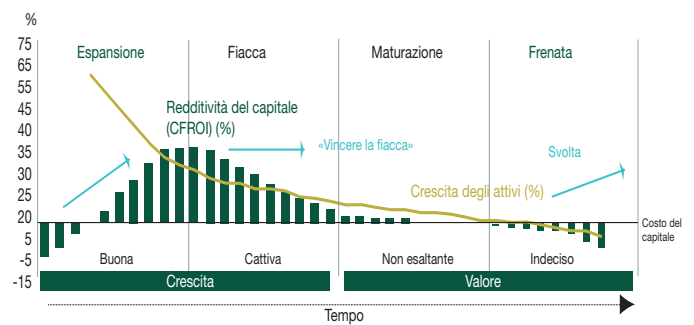 %
75
65
55
45
40
35
30
25
20
5
-5
-15
Espansione
Fiacca
Maturazione
Frenata
Redditività del capitale
(CFROI) (%)
«Vincere la fiacca»
Svolta
Crescita degli attivi (%)
Costo del
capitale
Buona
Cattiva
Non esaltante
Indeciso
Crescita
Valore
Tempo